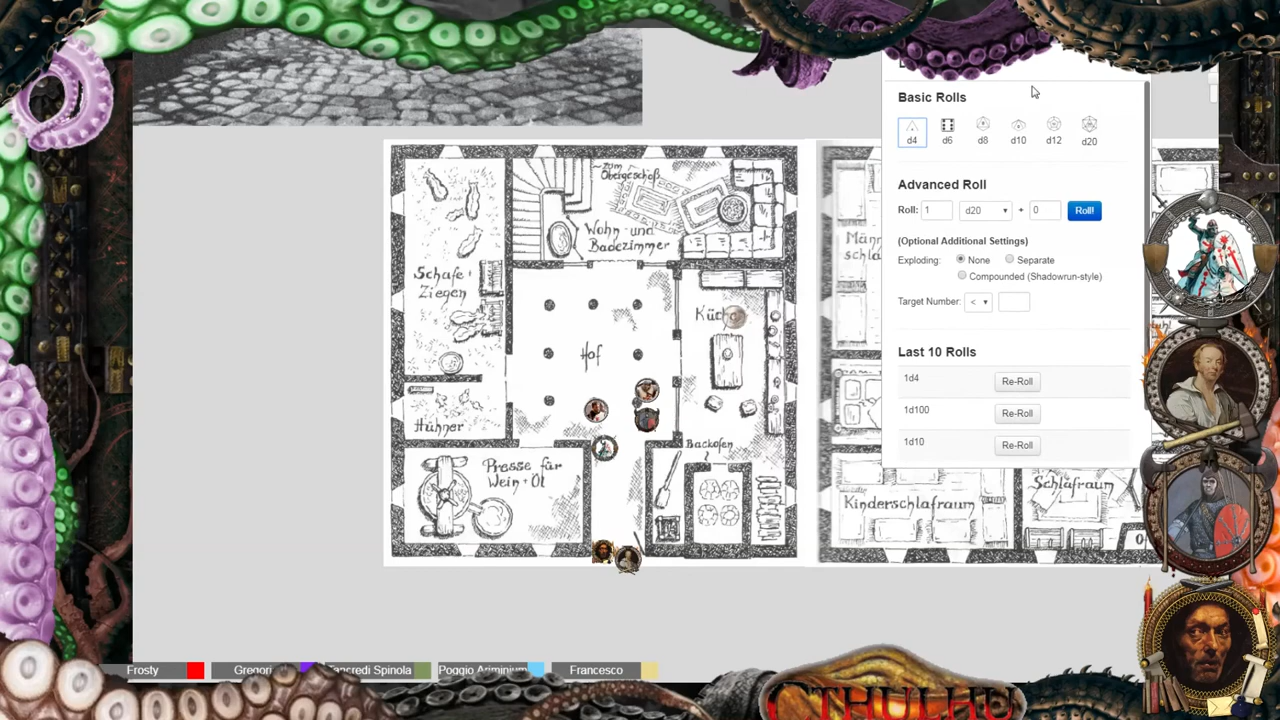 Basic Rolls
d4
d6
d8
d10
d12
d20
Advanced Roll
Roll: 1 d20 + 0 Roll!
(Optional Additional Settings)
Exploding: None Separate
Compounded (Shadowrun-style)
Target Number: <
Last 10 Rolls
1d4 Re-Roll
1d100 Re-Roll
1d10 Re-Roll
zum
Obergeschoß
Wohn- und
Badezimmer
Schafe +
Ziegen
Küche
Hof
Hühner
Backofen
Presse für
Wein + Öl
Kinderschlafraum
Schlafraum
Frosty
Tancredi Spinola
Poggio Ariminium
Francesco
CTHULHU